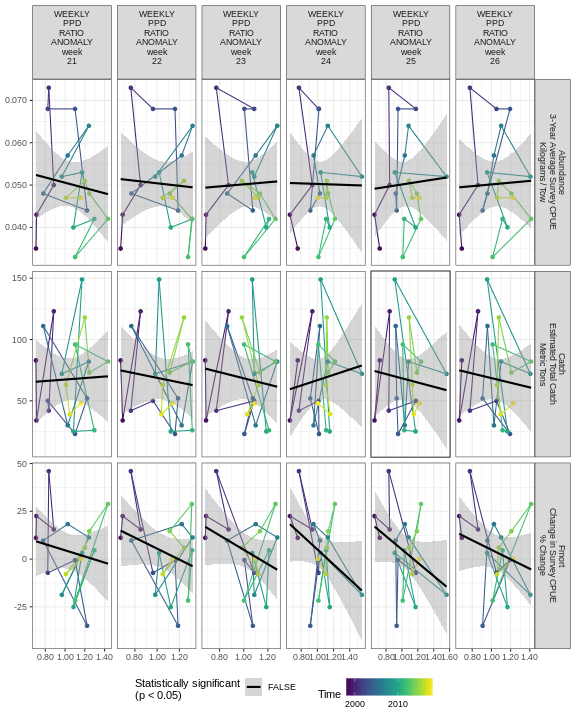 WEEKLY
PPD
RATIO
ANOMALY
week
21
WEEKLY
PPD
RATIO
ANOMALY
week
22
WEEKLY
PPD
RATIO
ANOMALY
week
23
WEEKLY
PPD
RATIO
ANOMALY
week
24
WEEKLY
PPD
RATIO
ANOMALY
week
25
WEEKLY
PPD
RATIO
ANOMALY
week
26
0.070
0.060
0.050
0.040
Abundance
3-Year Average Survey CPUE
Kilograms / Tow
150
100
50
Catch
Estimated Total Catch
Metric Tons
50
25
0
-25
Fmort
Change in Survey CPUE
% Change
0.80 1.00 1.20 1.40
0.80 1.00 1.20
0.80 1.00 1.20
0.80 1.00 1.20 1.40
0.80 1.00 1.20 1.40 1.60
0.80 1.00 1.20 1.40
Statistically significant
(p < 0.05)
FALSE
Time
2000 2010